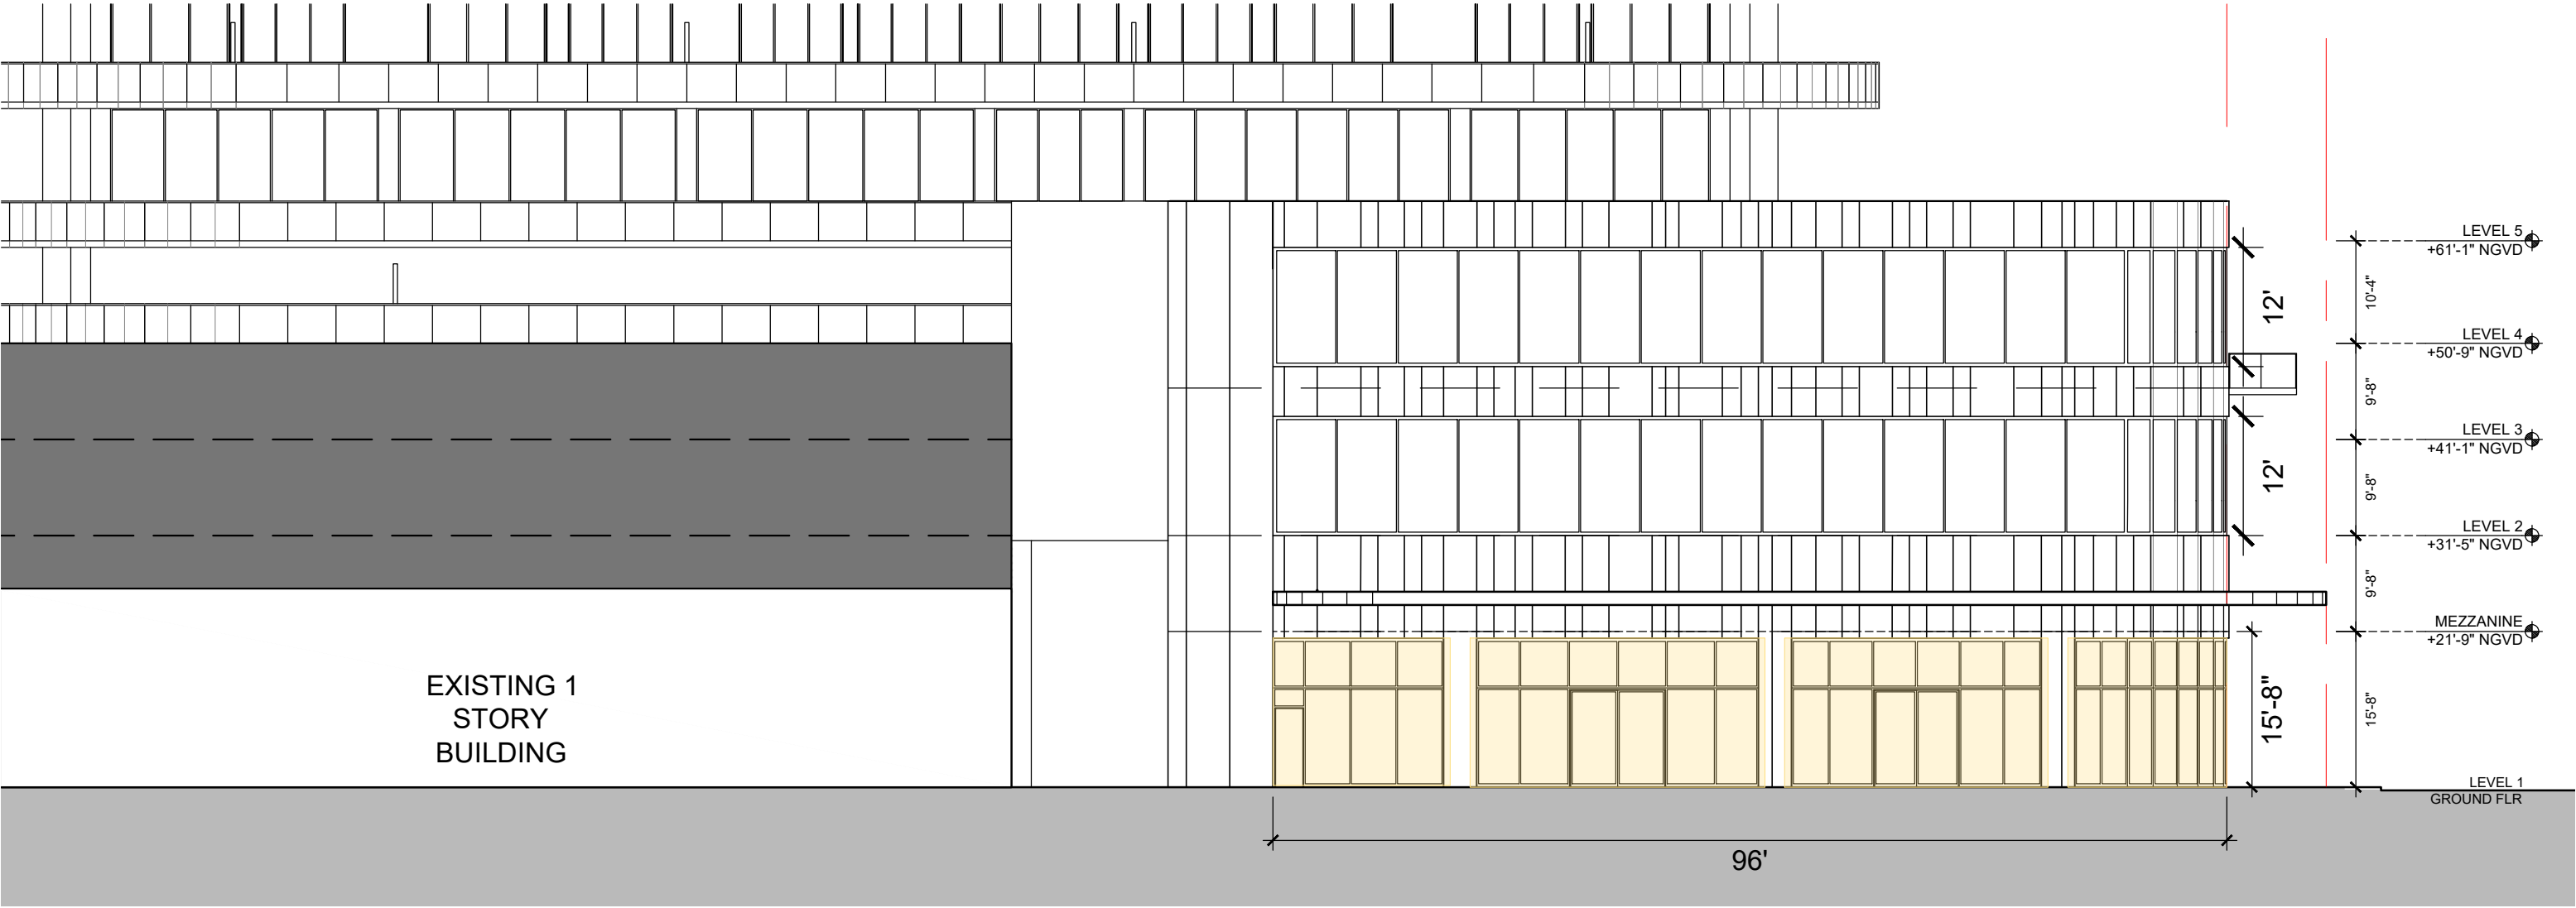 LEVEL 5
+61'-1" NGVD
10'-4"
12'
LEVEL 4
+50'-9" NGVD
9'-8"
LEVEL 3
+41'-1" NGVD
12'
9'-8"
LEVEL 2
+31'-5" NGVD
9'-8"
MEZZANINE
+21'-9" NGVD
EXISTING 1
STORY
BUILDING
15'-8"
15'-8"
LEVEL 1
GROUND FLR
96'